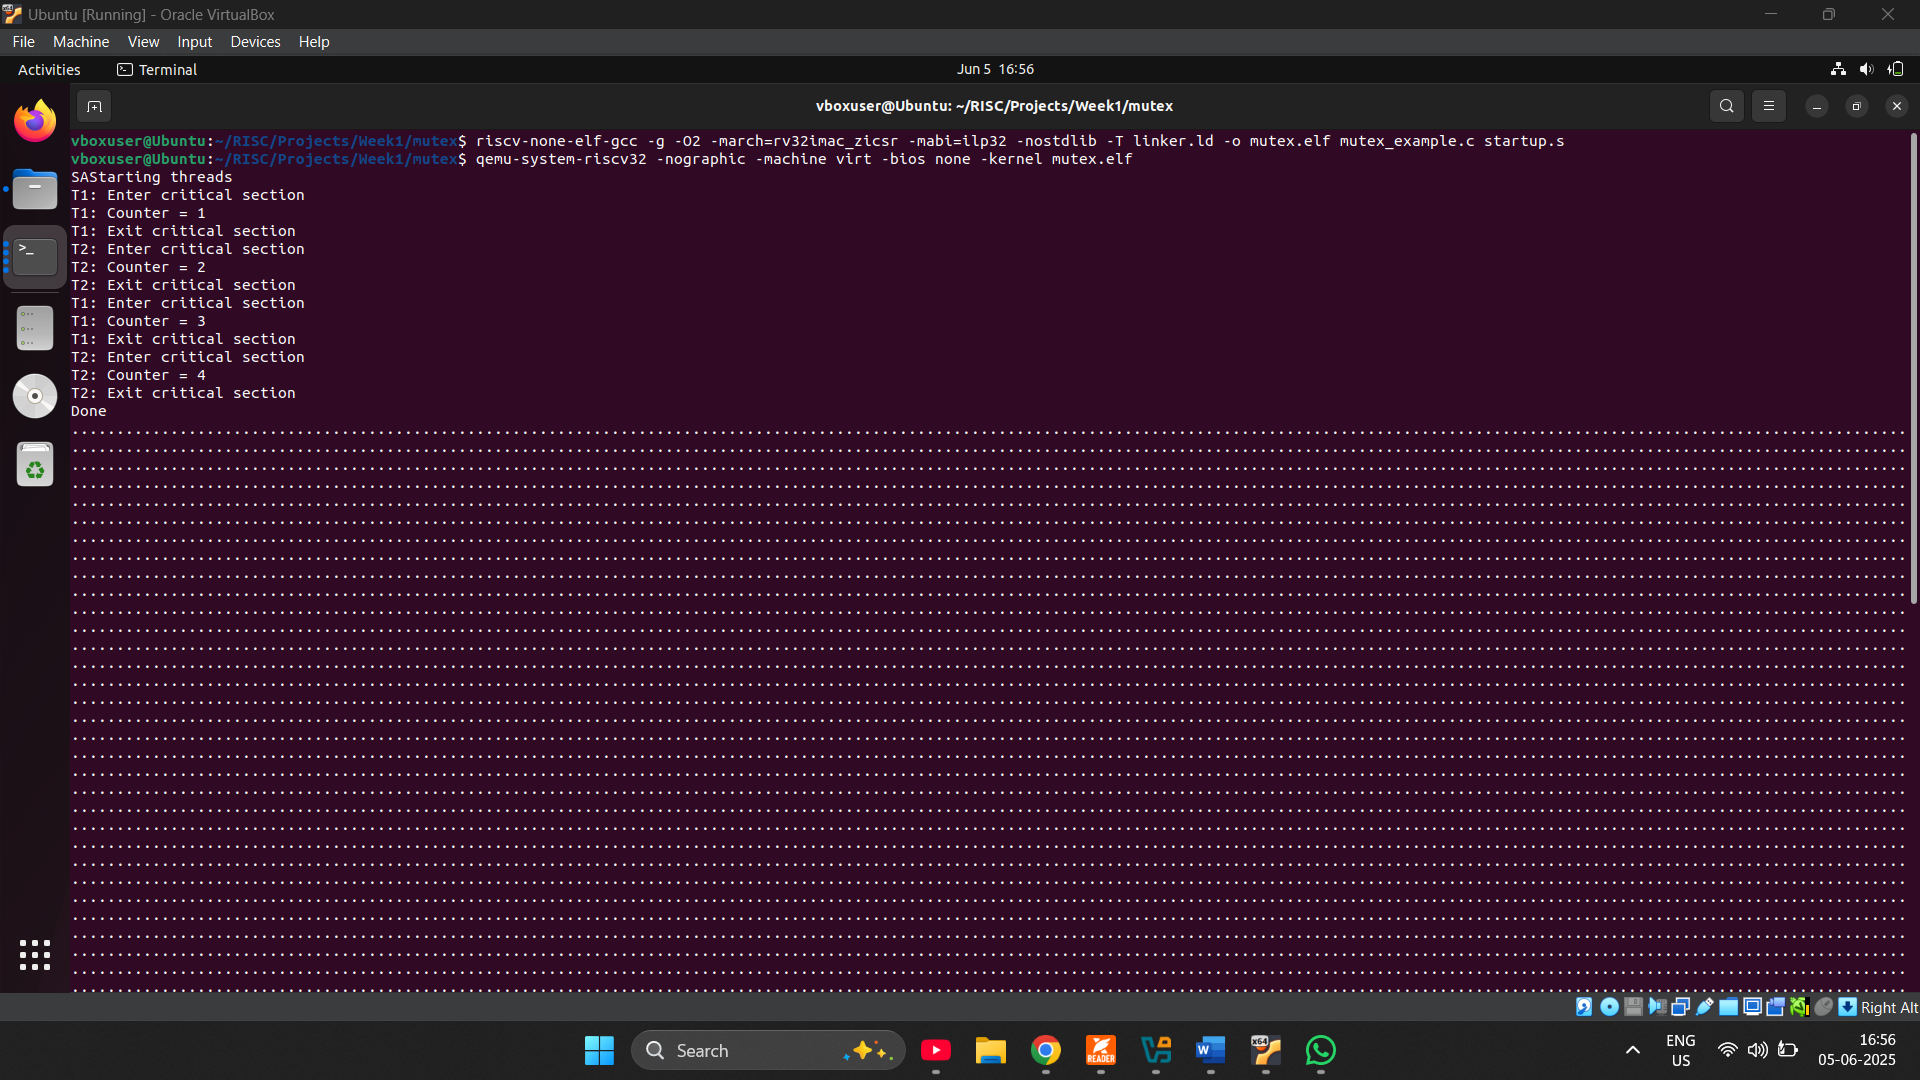 Ubuntu [Running] - Oracle VirtualBox
File Machine View Input Devices Help
Activities Terminal Jun 5 16:56
vboxuser@Ubuntu: ~/RISC/Projects/Week1/mutex
vboxuser@Ubuntu:~/RISC/Projects/Week1/mutex$ riscv-none-elf-gcc -g -O2 -march=rv32imac_zicsr -mabi=ilp32 -nostdlib -T linker.ld -o mutex.elf mutex_example.c startup.s
vboxuser@Ubuntu:~/RISC/Projects/Week1/mutex$ qemu-system-riscv32 -nographic -machine virt -bios none -kernel mutex.elf
SAStarting threads
T1: Enter critical section
T1: Counter = 1
T1: Exit critical section
T2: Enter critical section
T2: Counter = 2
T2: Exit critical section
T1: Enter critical section
T1: Counter = 3
T1: Exit critical section
T2: Enter critical section
T2: Counter = 4
T2: Exit critical section
Done
Right Alt
Search
READER
x64
ENG
US
16:56
05-06-2025